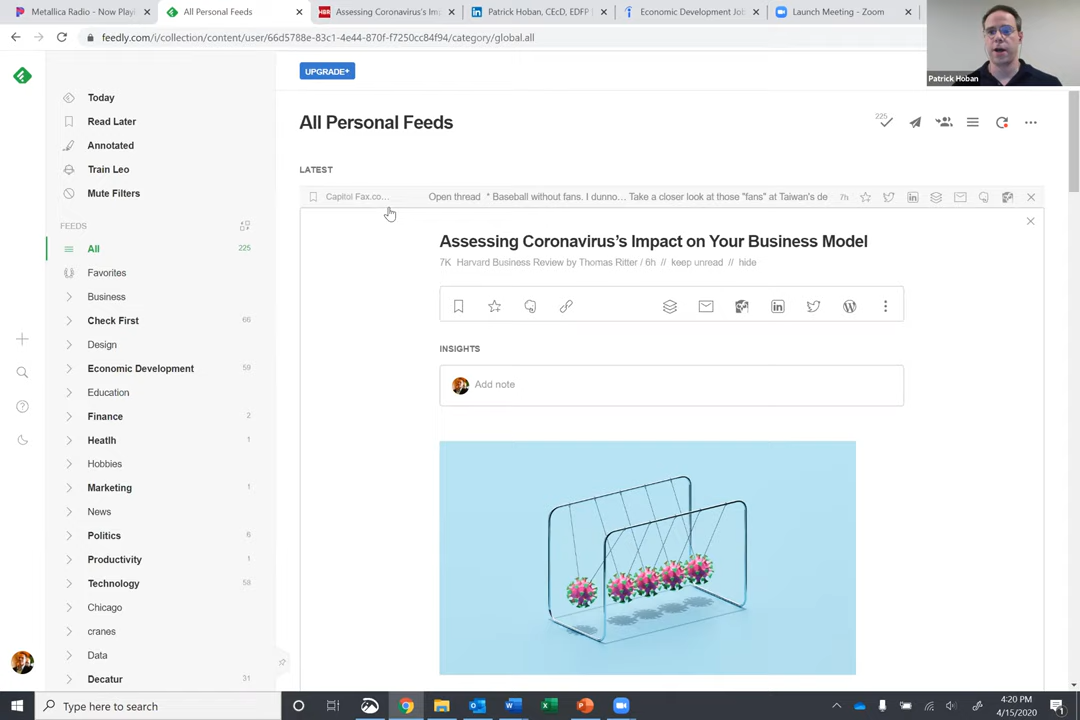 Metallica Radio - Now Playi
All Personal Feeds
HBR
Assessing Coronavirus's Im
Patrick Hoban, CEcD, EDFP
Economic Development Job
Launch Meeting - Zoom
feedly.com/i/collection/content/user/66d5788e-83c1-4e44-870f-f7250cc84f94/category/global.all
Patrick Hoban
UPGRADE+
Today
Read Later
Annotated
Train Leo
Mute Filters
FEEDS
All 225
Favorites
Business
Check First 66
Design
Economic Development 59
Education
Finance 2
Heatlh 1
Hobbies
Marketing 1
News
Politics 6
Productivity 1
Technology 58
Chicago
cranes
Data
Decatur 31
All Personal Feeds
225
LATEST
Capitol Fax.co... Open thread * Baseball without fans. I dunno... Take a closer look at those "fans" at Taiwan's de 7h
Assessing Coronavirus's Impact on Your Business Model
7K Harvard Business Review by Thomas Ritter / 6h // keep unread // hide
INSIGHTS
Add note
Type here to search
4:20 PM
4/15/2020
1